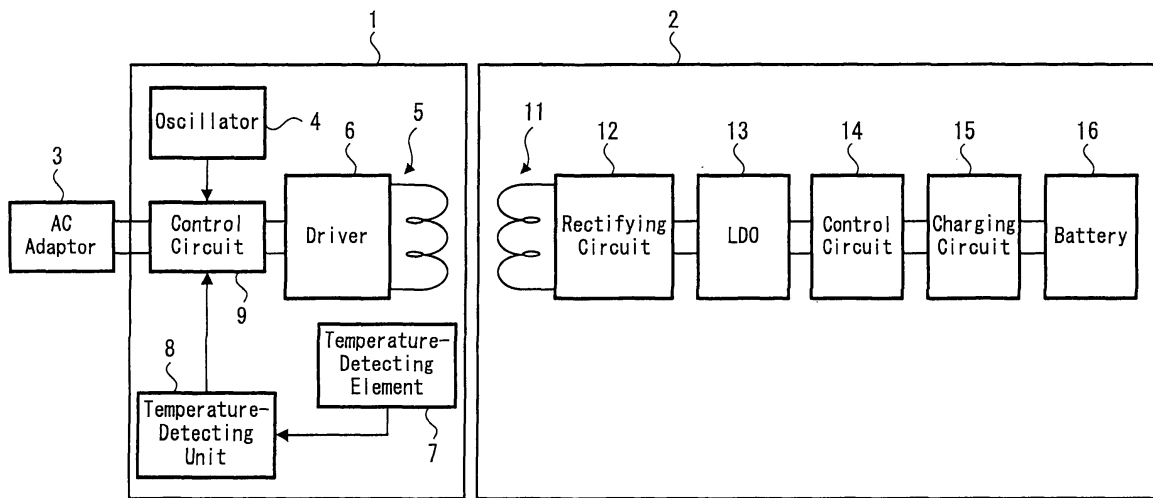 1
2
Oscillator
4
5
6
11
12
13
14
15
16
3
AC
Adaptor
Control
Circuit
Driver
Rectifying
Circuit
LDO
Control
Circuit
Charging
Circuit
Battery
9
8
Temperature-
Detecting
Element
Temperature-
Detecting
Unit
7